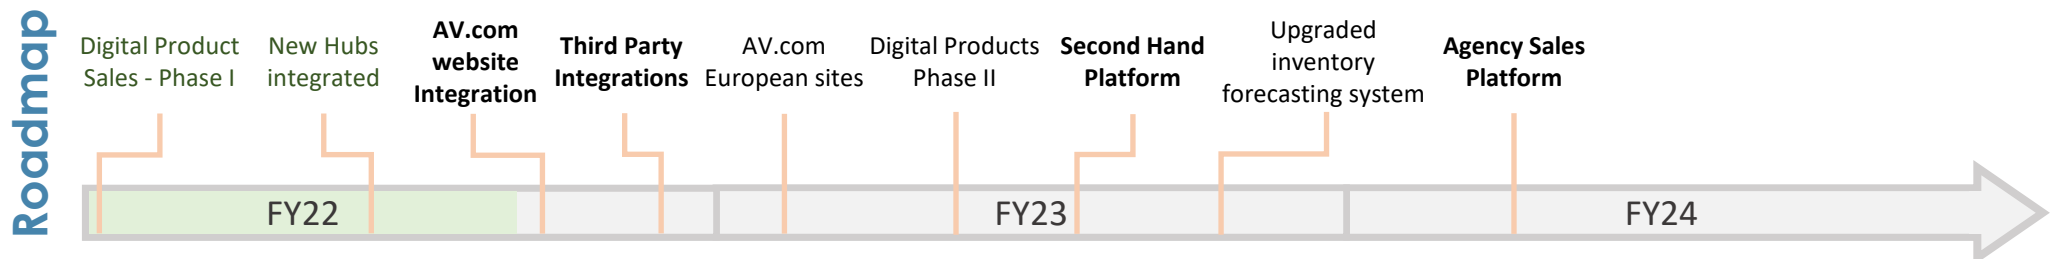 Roadmap
Digital Product
Sales - Phase I
New Hubs
integrated
AV.com
website
Integration
Third Party
Integrations
AV.com
European sites
Digital Products
Phase II
Second Hand
Platform
Upgraded
inventory
forecasting system
Agency Sales
Platform
FY22
FY23
FY24